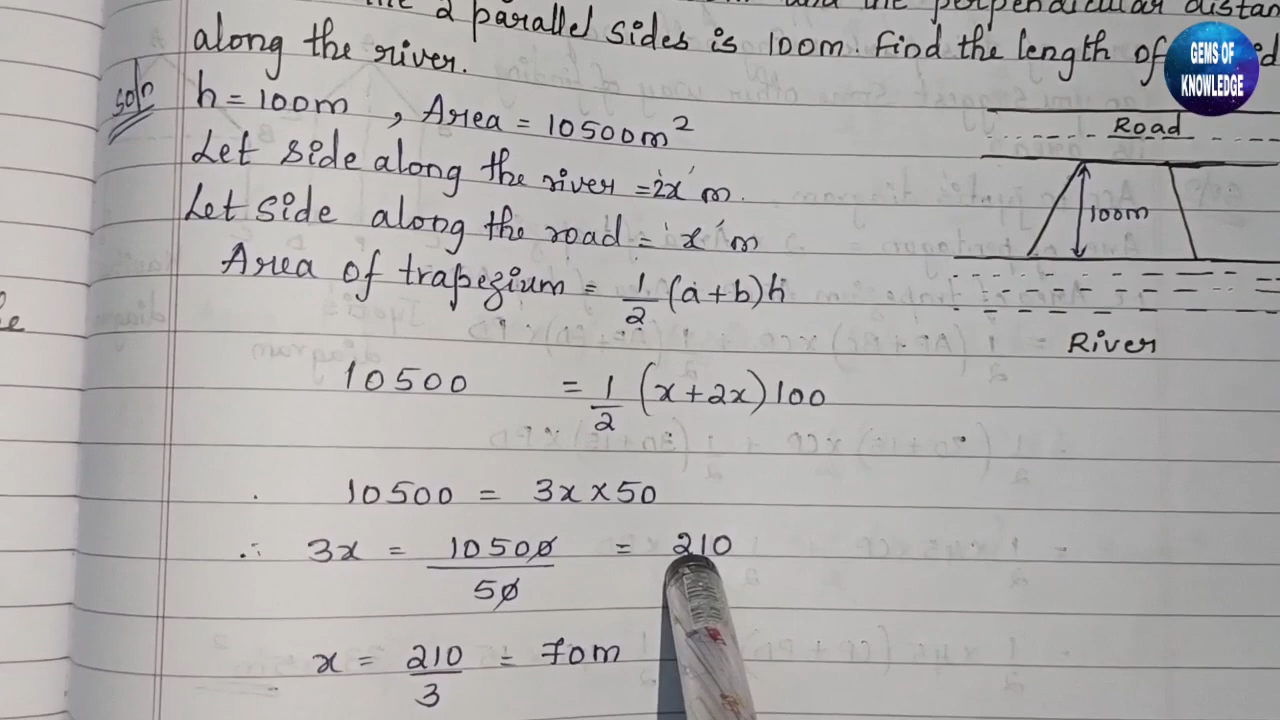 the 2 parallel sides is 100m. Find the length of
along the river.
GEMS OF
KNOWLEDGE
Soln
h = 100m , Area = 10500m²
Let side along the river = '2x' m.
Let side along the road = 'x' m
Area of trapezium = 1/2 (a+b)h
Road
100m
River
10500 = 1/2 (x+2x)100
10500 = 3x × 50
∴ 3x = 10500/50 = 210
x = 210/3 = 70m